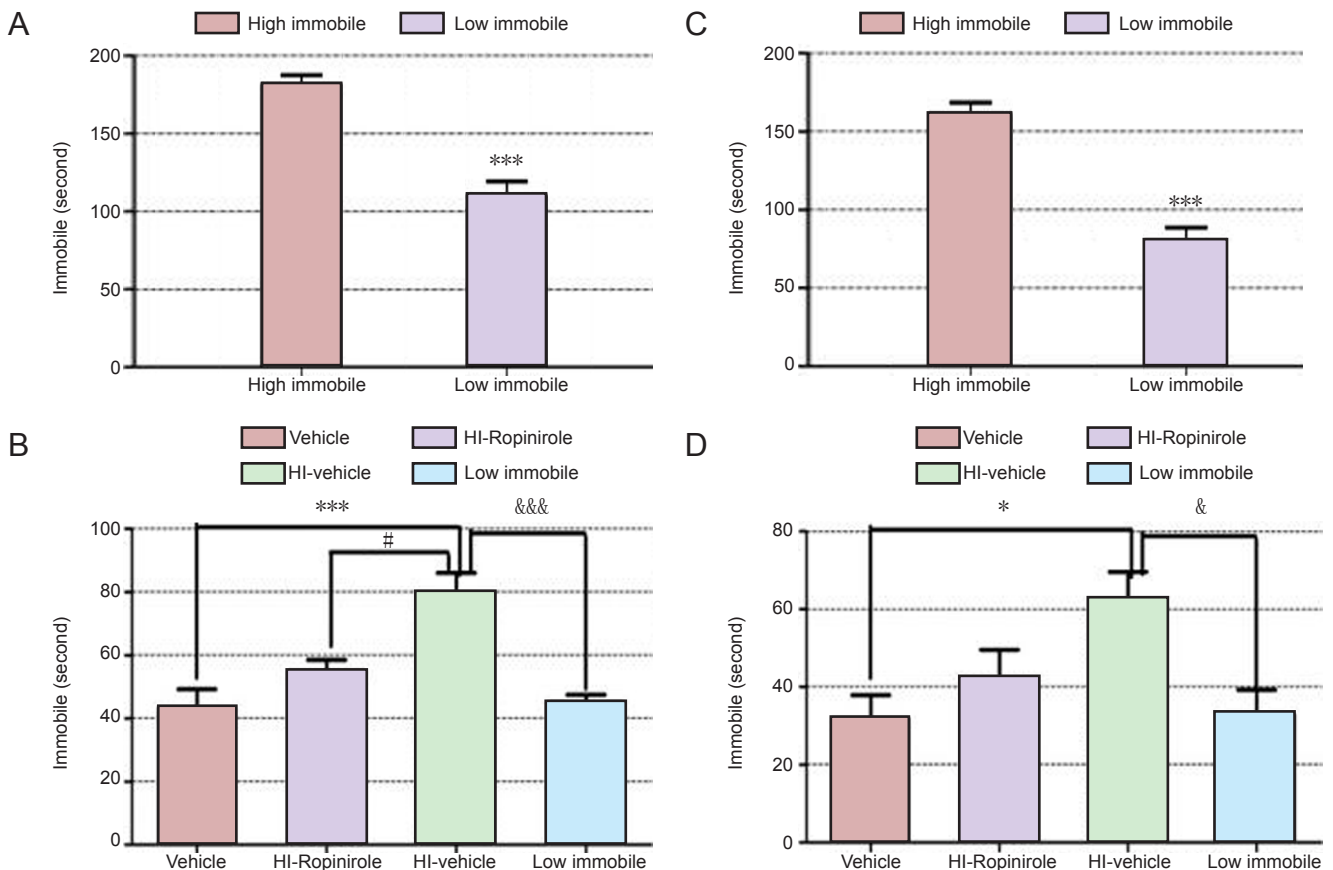 A
High immobile Low immobile
Immobile (second)
200
150
100
50
0
***
High immobile Low immobile
C
High immobile Low immobile
Immobile (second)
200
150
100
50
0
***
High immobile Low immobile
B
Vehicle HI-Ropinirole
HI-vehicle Low immobile
Immobile (second)
100
80
60
40
20
0
*** &&&
#
Vehicle HI-Ropinirole HI-vehicle Low immobile
D
Vehicle HI-Ropinirole
HI-vehicle Low immobile
Immobile (second)
80
60
40
20
0
* &
Vehicle HI-Ropinirole HI-vehicle Low immobile